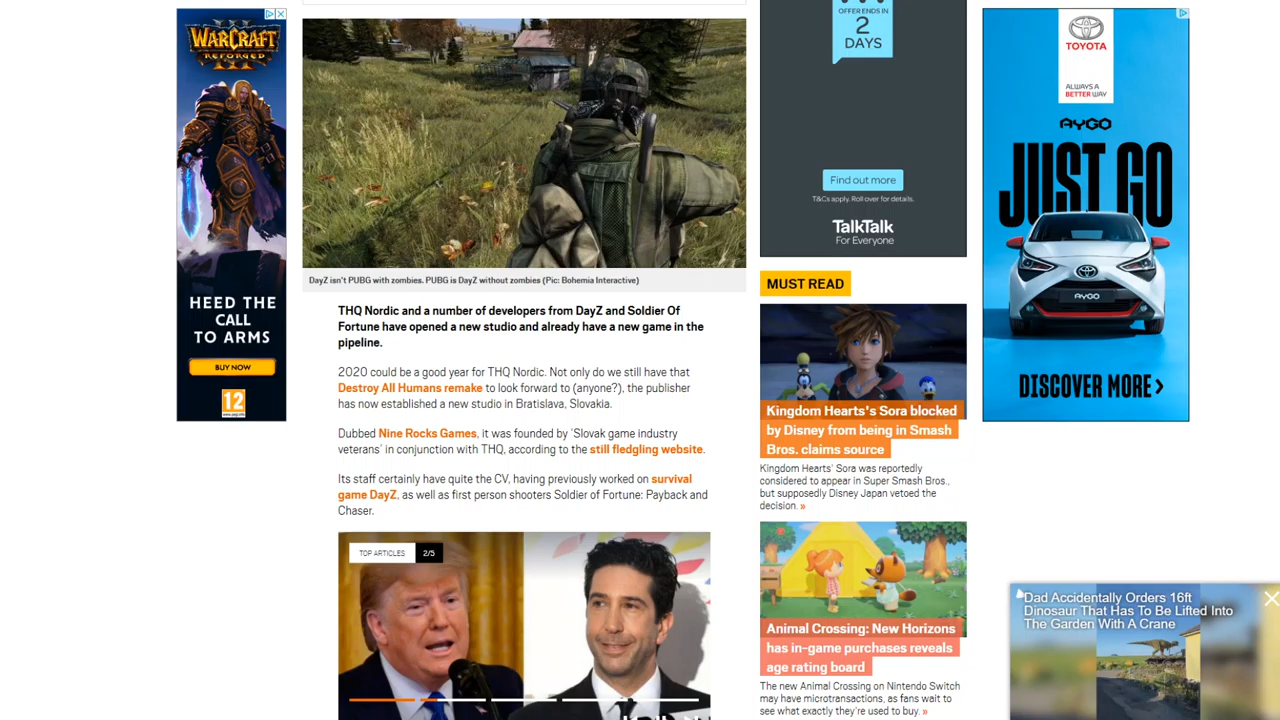 WARCRAFT
III
REFORGED
HEED THE
CALL
TO ARMS
BUY NOW
12
www.pegi.info
DayZ isn't PUBG with zombies. PUBG is DayZ without zombies (Pic: Bohemia Interactive)
THQ Nordic and a number of developers from DayZ and Soldier Of
Fortune have opened a new studio and already have a new game in the
pipeline.
2020 could be a good year for THQ Nordic. Not only do we still have that
Destroy All Humans remake to look forward to (anyone?), the publisher
has now established a new studio in Bratislava, Slovakia.
Dubbed Nine Rocks Games, it was founded by 'Slovak game industry
veterans' in conjunction with THQ, according to the still fledgling website.
Its staff certainly have quite the CV, having previously worked on survival
game DayZ, as well as first person shooters Soldier of Fortune: Payback and
Chaser.
TOP ARTICLES 2/5
OFFER ENDS IN
2
DAYS
Find out more
T&Cs apply. Roll over for details.
TalkTalk
For Everyone
MUST READ
Kingdom Hearts's Sora blocked
by Disney from being in Smash
Bros. claims source
Kingdom Hearts' Sora was reportedly
considered to appear in Super Smash Bros.,
but supposedly Disney Japan vetoed the
decision. »
Animal Crossing: New Horizons
has in-game purchases reveals
age rating board
The new Animal Crossing on Nintendo Switch
may have microtransactions, as fans wait to
see what exactly they're used to buy. »
TOYOTA
ALWAYS A
BETTER WAY
AYGO
JUST GO
AYGO
DISCOVER MORE >
Dad Accidentally Orders 16ft
Dinosaur That Has To Be Lifted Into
The Garden With A Crane